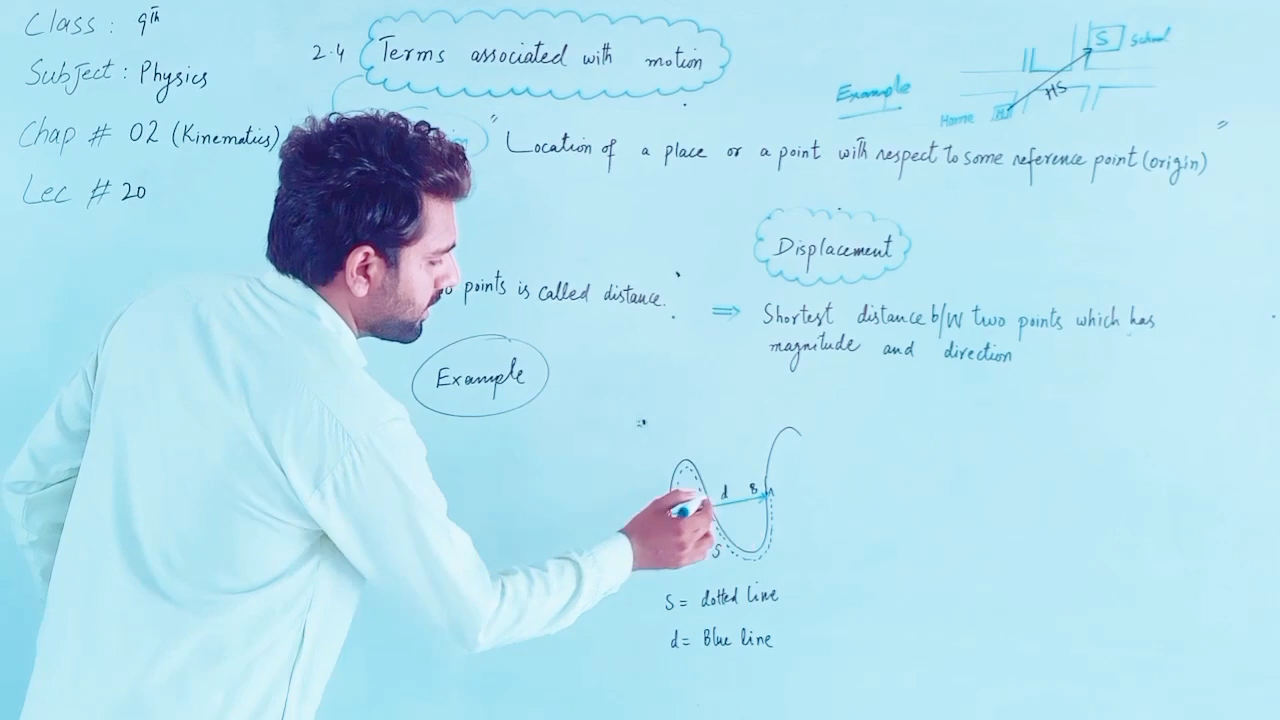 Class: 9th
Subject: Physics
Chap # 02 (Kinematics)
Lec # 20
2.4 Terms associated with motion
Example
S School
HS
Home H
" Location of a place or a point with respect to some reference point (origin) "
points is called distance.
Displacement
⇒ Shortest distance b/w two points which has
magnitude and direction
Example
d B
S
S = dotted line
d = Blue line